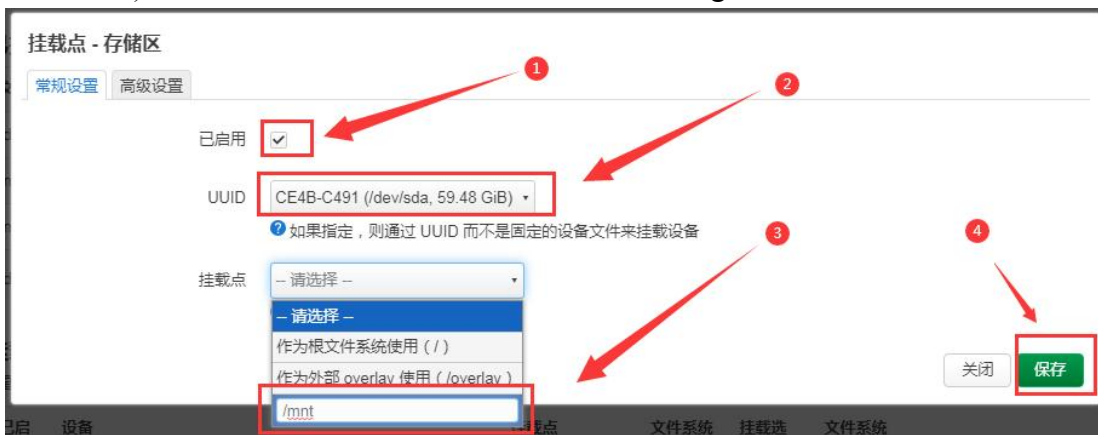 挂载点 - 存储区
常规设置 高级设置
1
2
已启用
UUID CE4B-C491 (/dev/sda, 59.48 GiB)
如果指定，则通过 UUID 而不是固定的设备文件来挂载设备
3
4
挂载点 -- 请选择 --
-- 请选择 --
作为根文件系统使用（/）
作为外部 overlay 使用（/overlay）
关闭 保存
/mnt
设备 文件系统 挂载选 文件系统